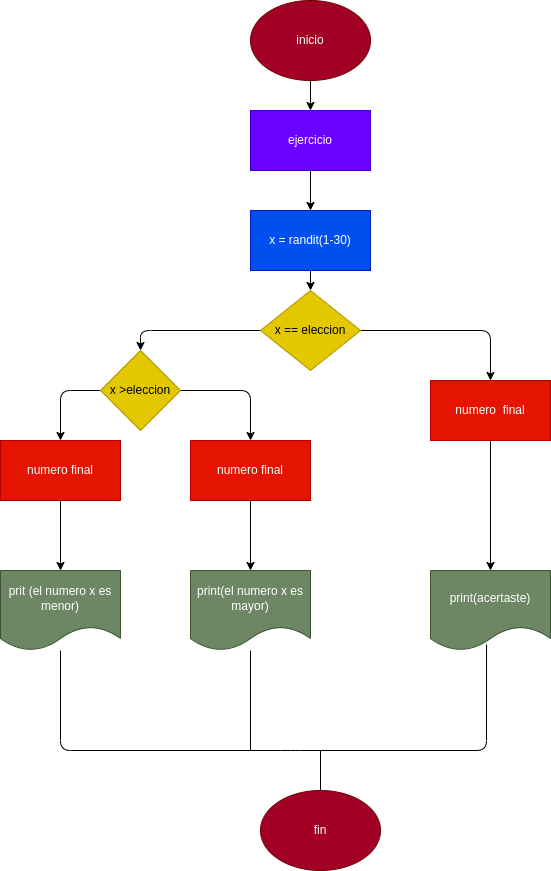 inicio
ejercicio
x = randit(1-30)
x == eleccion
x >eleccion
numero final
numero final
numero final
prit (el numero x es
menor)
print(el numero x es
mayor)
print(acertaste)
fin